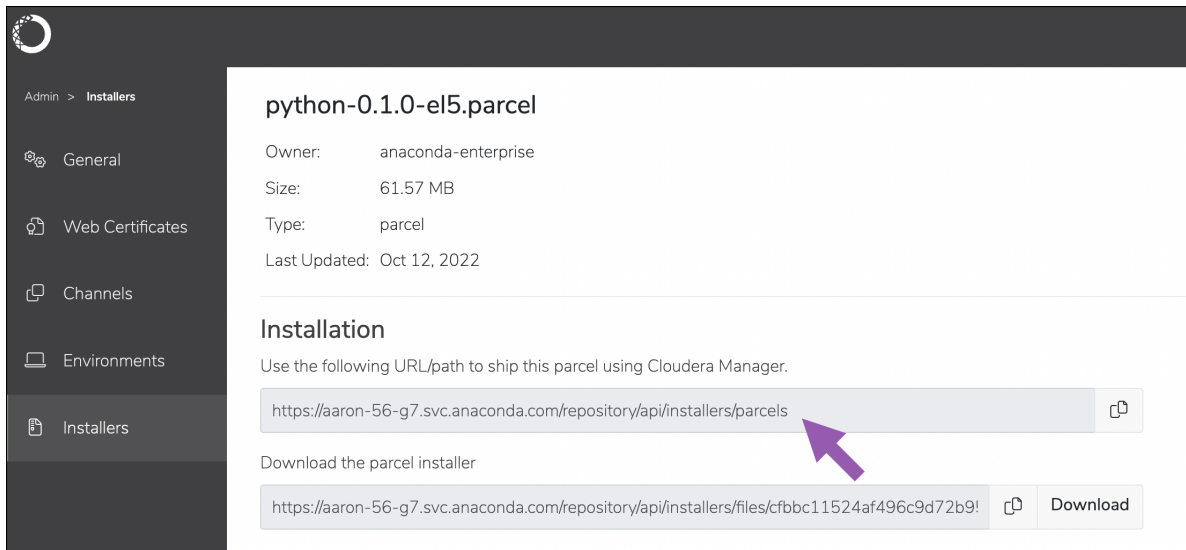 Admin > Installers
General
Web Certificates
Channels
Environments
Installers
python-0.1.0-el5.parcel
Owner: anaconda-enterprise
Size: 61.57 MB
Type: parcel
Last Updated: Oct 12, 2022
Installation
Use the following URL/path to ship this parcel using Cloudera Manager.
https://aaron-56-g7.svc.anaconda.com/repository/api/installers/parcels
Download the parcel installer
https://aaron-56-g7.svc.anaconda.com/repository/api/installers/files/cfbbc11524af496c9d72b9
Download